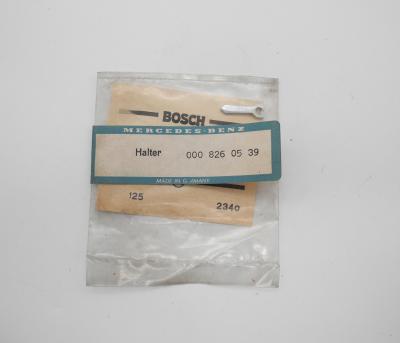 BOSCH
MERCEDES-BENZ
Halter 000 826 05 39
MADE IN GERMANY
125
2340